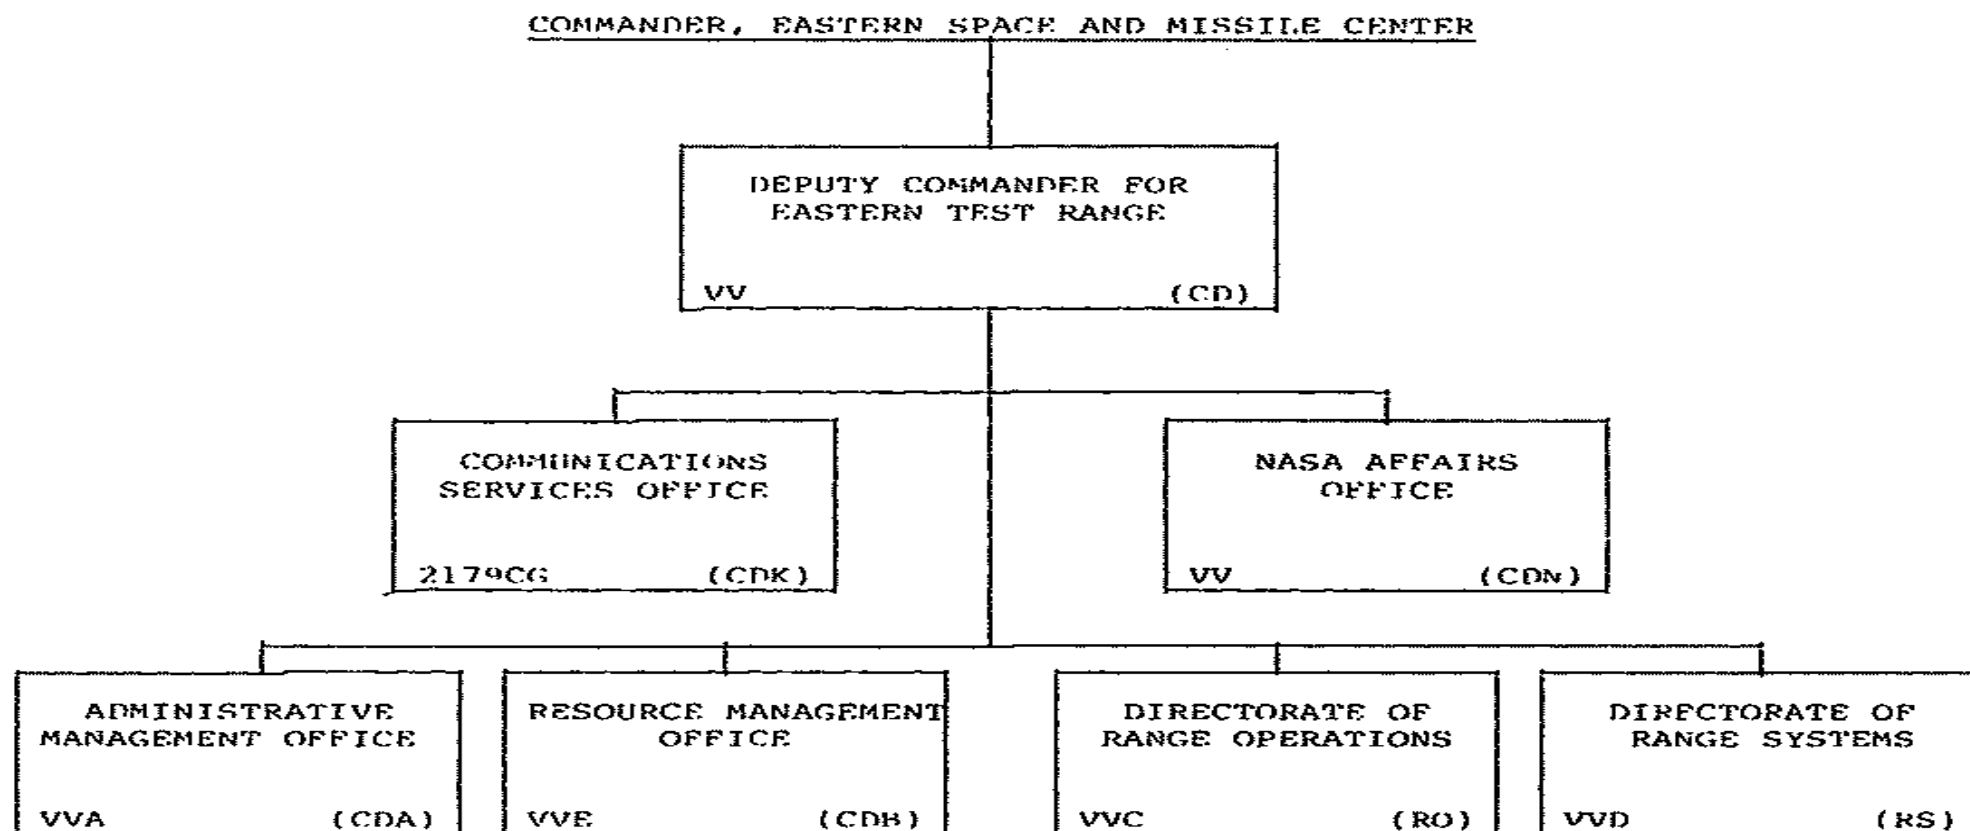 COMMANDER, EASTERN SPACE AND MISSILE CENTER
DEPUTY COMMANDER FOR
EASTERN TEST RANGE
VV (CD)
COMMUNICATIONS
SERVICES OFFICE
2179CG (CDK)
NASA AFFAIRS
OFFICE
VV (CDN)
ADMINISTRATIVE
MANAGEMENT OFFICE
VVA (CDA)
RESOURCE MANAGEMENT
OFFICE
VVE (CDB)
DIRECTORATE OF
RANGE OPERATIONS
VVC (RO)
DIRECTORATE OF
RANGE SYSTEMS
VVD (RS)